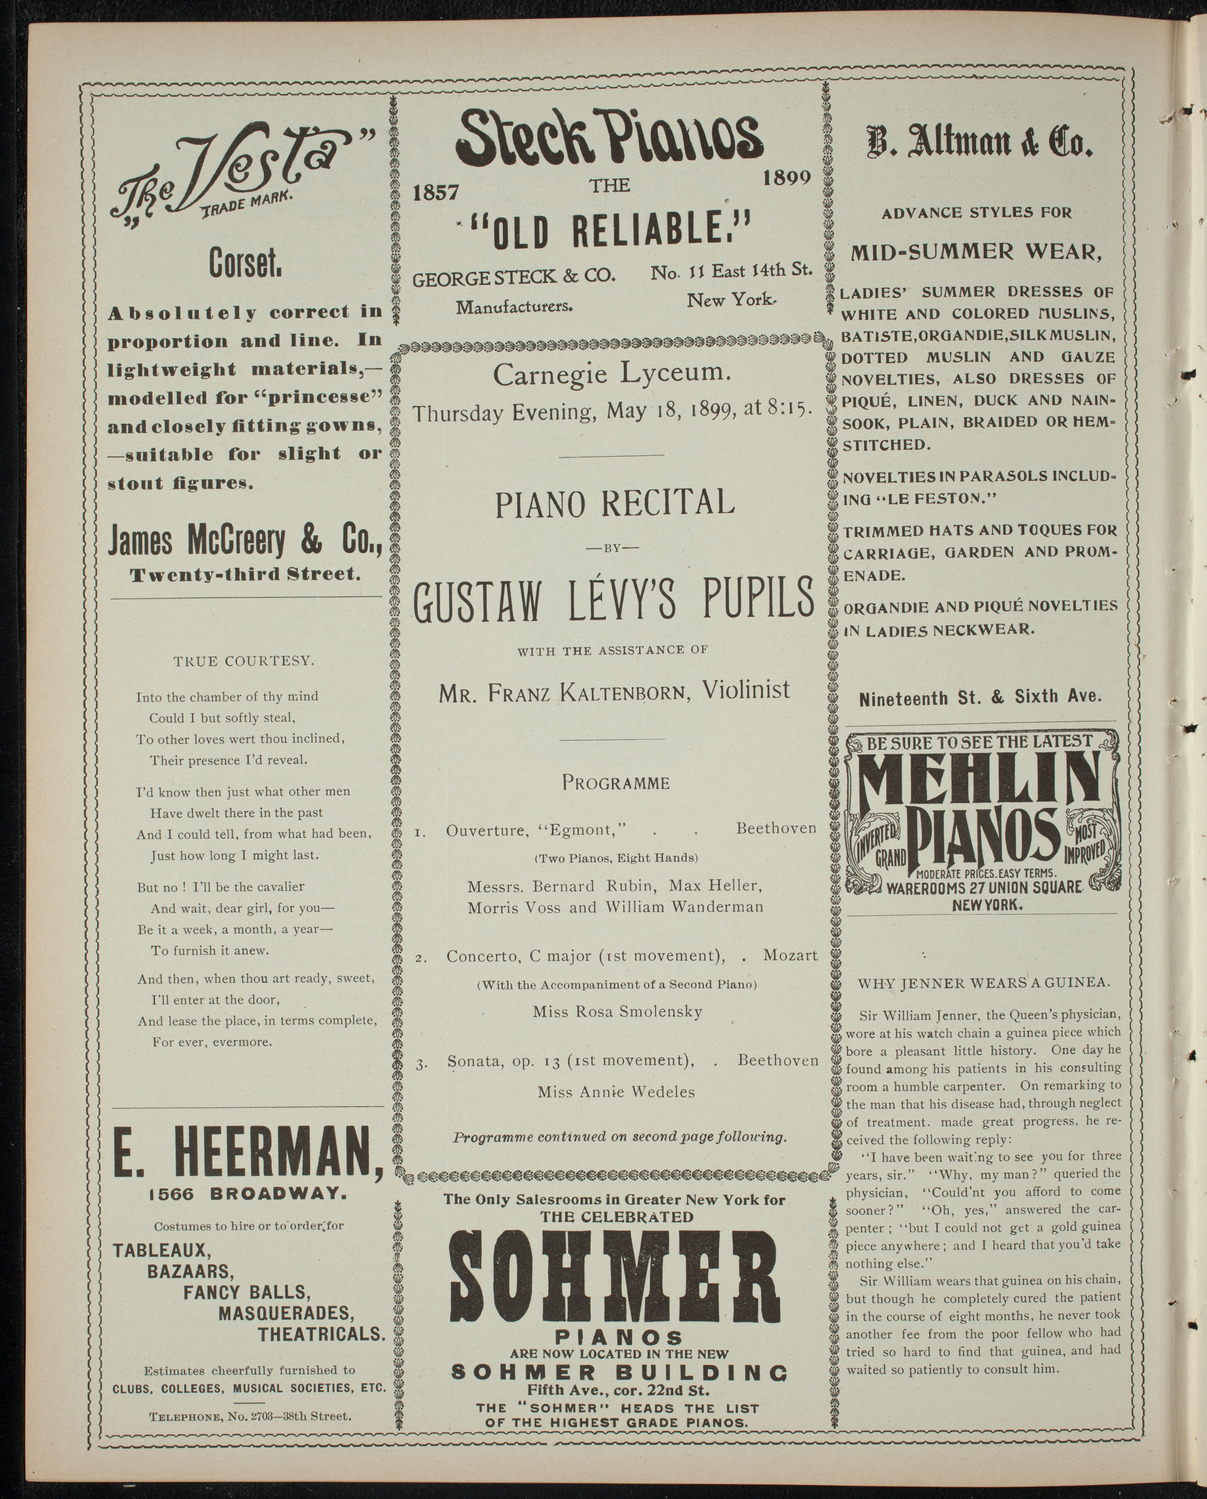 "The Vesta"
TRADE MARK.
Corset.
Absolutely correct in
proportion and line. In
lightweight materials,—
modelled for "princesse"
and closely fitting gowns,
—suitable for slight or
stout figures.
James McCreery & Co.,
Twenty-third Street.
TRUE COURTESY.
Into the chamber of thy mind
Could I but softly steal,
To other loves wert thou inclined,
Their presence I'd reveal.
I'd know then just what other men
Have dwelt there in the past
And I could tell, from what had been,
Just how long I might last.
But no! I'll be the cavalier
And wait, dear girl, for you—
Be it a week, a month, a year—
To furnish it anew.
And then, when thou art ready, sweet,
I'll enter at the door,
And lease the place, in terms complete,
For ever, evermore.
E. HEERMAN,
1566 BROADWAY.
Costumes to hire or to order for
TABLEAUX,
BAZAARS,
FANCY BALLS,
MASQUERADES,
THEATRICALS.
Estimates cheerfully furnished to
CLUBS, COLLEGES, MUSICAL SOCIETIES, ETC.
TELEPHONE, No. 2703—38th Street.
Steck Pianos
1857 THE 1899
"OLD RELIABLE."
GEORGE STECK & CO. No. 11 East 14th St.
Manufacturers. New York.
Carnegie Lyceum.
Thursday Evening, May 18, 1899, at 8:15.
PIANO RECITAL
—BY—
GUSTAW LÉVY'S PUPILS
WITH THE ASSISTANCE OF
MR. FRANZ KALTENBORN, Violinist
PROGRAMME
1. Ouverture, "Egmont," . . Beethoven
(Two Pianos, Eight Hands)
Messrs. Bernard Rubin, Max Heller,
Morris Voss and William Wanderman
2. Concerto, C major (1st movement), . Mozart
(With the Accompaniment of a Second Piano)
Miss Rosa Smolensky
3. Sonata, op. 13 (1st movement), . Beethoven
Miss Annie Wedeles
Programme continued on second page following.
The Only Salesrooms in Greater New York for
THE CELEBRATED
SOHMER
PIANOS
ARE NOW LOCATED IN THE NEW
SOHMER BUILDING
Fifth Ave., cor. 22nd St.
THE "SOHMER" HEADS THE LIST
OF THE HIGHEST GRADE PIANOS.
B. Altman & Co.
ADVANCE STYLES FOR
MID-SUMMER WEAR,
LADIES' SUMMER DRESSES OF
WHITE AND COLORED MUSLINS,
BATISTE, ORGANDIE, SILK MUSLIN,
DOTTED MUSLIN AND GAUZE
NOVELTIES, ALSO DRESSES OF
PIQUÉ, LINEN, DUCK AND NAIN-
SOOK, PLAIN, BRAIDED OR HEM-
STITCHED.
NOVELTIES IN PARASOLS INCLUD-
ING "LE FESTON."
TRIMMED HATS AND TOQUES FOR
CARRIAGE, GARDEN AND PROM-
ENADE.
ORGANDIE AND PIQUÉ NOVELTIES
IN LADIES NECKWEAR.
Nineteenth St. & Sixth Ave.
BE SURE TO SEE THE LATEST
MEHLIN
PIANOS
INVERTED GRAND
MOST IMPROVED
MODERATE PRICES. EASY TERMS.
WAREROOMS 27 UNION SQUARE
NEW YORK.
WHY JENNER WEARS A GUINEA.
Sir William Jenner, the Queen's physician,
wore at his watch chain a guinea piece which
bore a pleasant little history. One day he
found among his patients in his consulting
room a humble carpenter. On remarking to
the man that his disease had, through neglect
of treatment. made great progress, he re-
ceived the following reply:
"I have been waiting to see you for three
years, sir." "Why, my man?" queried the
physician, "Could'nt you afford to come
sooner?" "Oh, yes," answered the car-
penter; "but I could not get a gold guinea
piece anywhere; and I heard that you'd take
nothing else."
Sir William wears that guinea on his chain,
but though he completely cured the patient
in the course of eight months, he never took
another fee from the poor fellow who had
tried so hard to find that guinea, and had
waited so patiently to consult him.